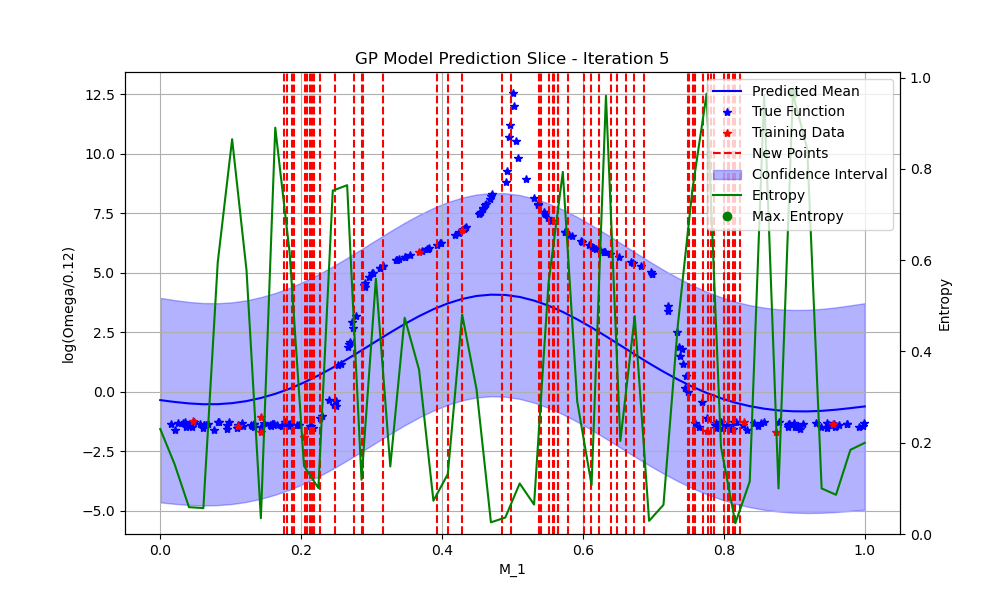 GP Model Prediction Slice - Iteration 5
Predicted Mean
True Function
Training Data
New Points
Confidence Interval
Entropy
Max. Entropy
log(Omega/0.12)
12.5
10.0
7.5
5.0
2.5
0.0
−2.5
−5.0
1.0
0.8
0.6
0.4
0.2
0.0
Entropy
0.0
0.2
0.4
0.6
0.8
1.0
M_1